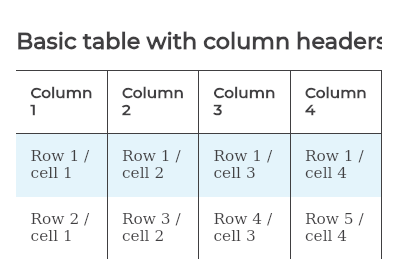 Basic table with column headers
Column 1 Column 2 Column 3 Column 4
Row 1 / cell 1 Row 1 / cell 2 Row 1 / cell 3 Row 1 / cell 4
Row 2 / cell 1 Row 3 / cell 2 Row 4 / cell 3 Row 5 / cell 4